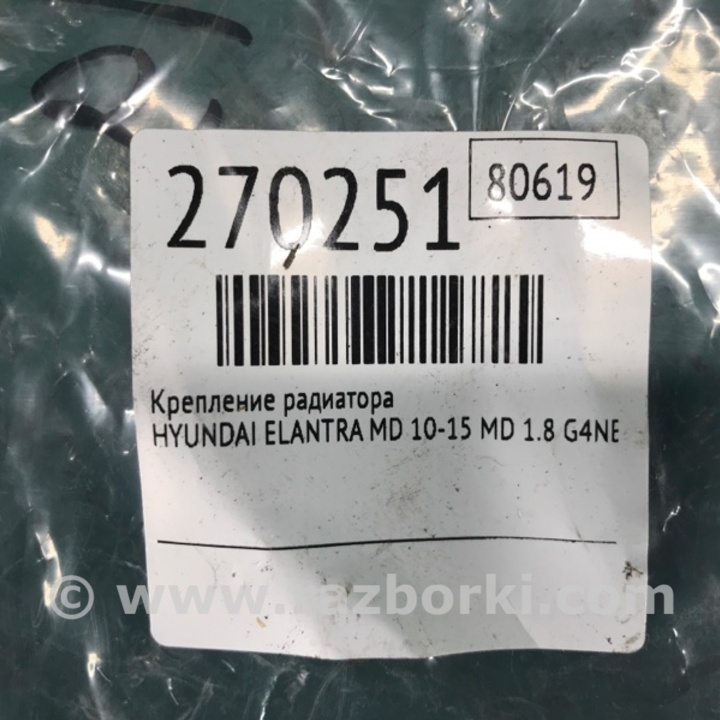 270251
80619
Крепление радиатора
HYUNDAI ELANTRA MD 10-15 MD 1.8 G4NE
© www.razborki.com